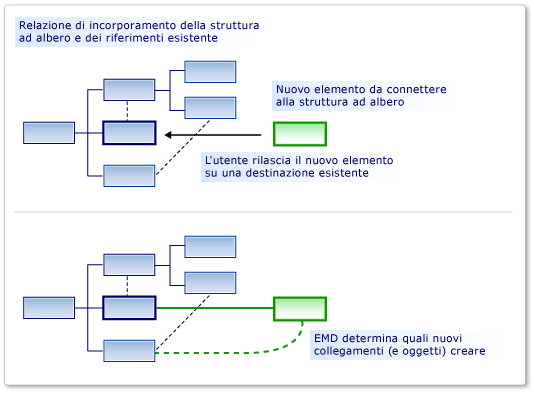 Relazione di incorporamento della struttura
ad albero e dei riferimenti esistente
Nuovo elemento da connettere
alla struttura ad albero
L'utente rilascia il nuovo elemento
su una destinazione esistente
EMD determina quali nuovi
collegamenti (e oggetti) creare